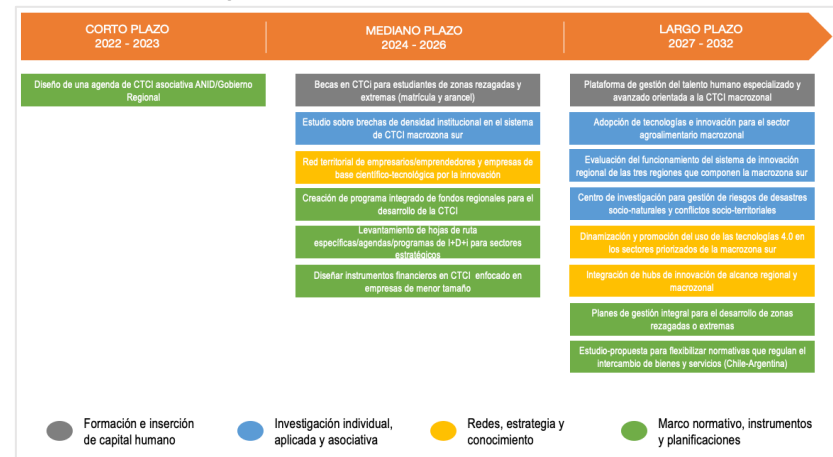 CORTO PLAZO
2022 - 2023
MEDIANO PLAZO
2024 - 2026
LARGO PLAZO
2027 - 2032
Diseño de una agenda de CTCI asociativa ANID/Gobierno
Regional
Becas en CTCi para estudiantes de zonas rezagadas y
extremas (matrícula y arancel)
Estudio sobre brechas de densidad institucional en el sistema
de CTCI macrozona sur
Red territorial de empresarios/emprendedores y empresas de
base científico-tecnológica por la innovación
Creación de programa integrado de fondos regionales para el
desarrollo de la CTCI
Levantamiento de hojas de ruta
específicas/agendas/programas de I+D+i para sectores
estratégicos
Diseñar instrumentos financieros en CTCI enfocado en
empresas de menor tamaño
Plataforma de gestión del talento humano especializado y
avanzado orientada a la CTCI macrozonal
Adopción de tecnologías e innovación para el sector
agroalimentario macrozonal
Evaluación del funcionamiento del sistema de innovación
regional de las tres regiones que componen la macrozona sur
Centro de investigación para gestión de riesgos de desastres
socio-naturales y conflictos socio-territoriales
Dinamización y promoción del uso de las tecnologías 4.0 en
los sectores priorizados de la macrozona sur
Integración de hubs de innovación de alcance regional y
macrozonal
Planes de gestión integral para el desarrollo de zonas
rezagadas o extremas
Estudio-propuesta para flexibilizar normativas que regulan el
intercambio de bienes y servicios (Chile-Argentina)
Formación e inserción
de capital humano
Investigación individual,
aplicada y asociativa
Redes, estrategia y
conocimiento
Marco normativo, instrumentos
y planificaciones